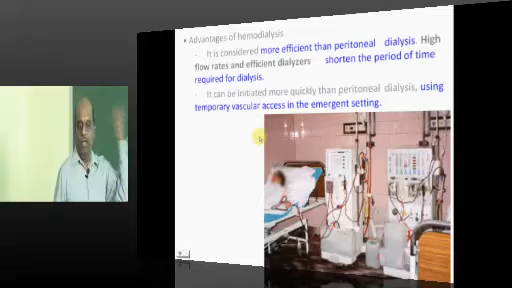 • Advantages of hemodialysis
- It is considered more efficient than peritoneal dialysis. High
flow rates and efficient dialyzers shorten the period of time
required for dialysis.
- It can be initiated more quickly than peritoneal dialysis, using
temporary vascular access in the emergent setting.